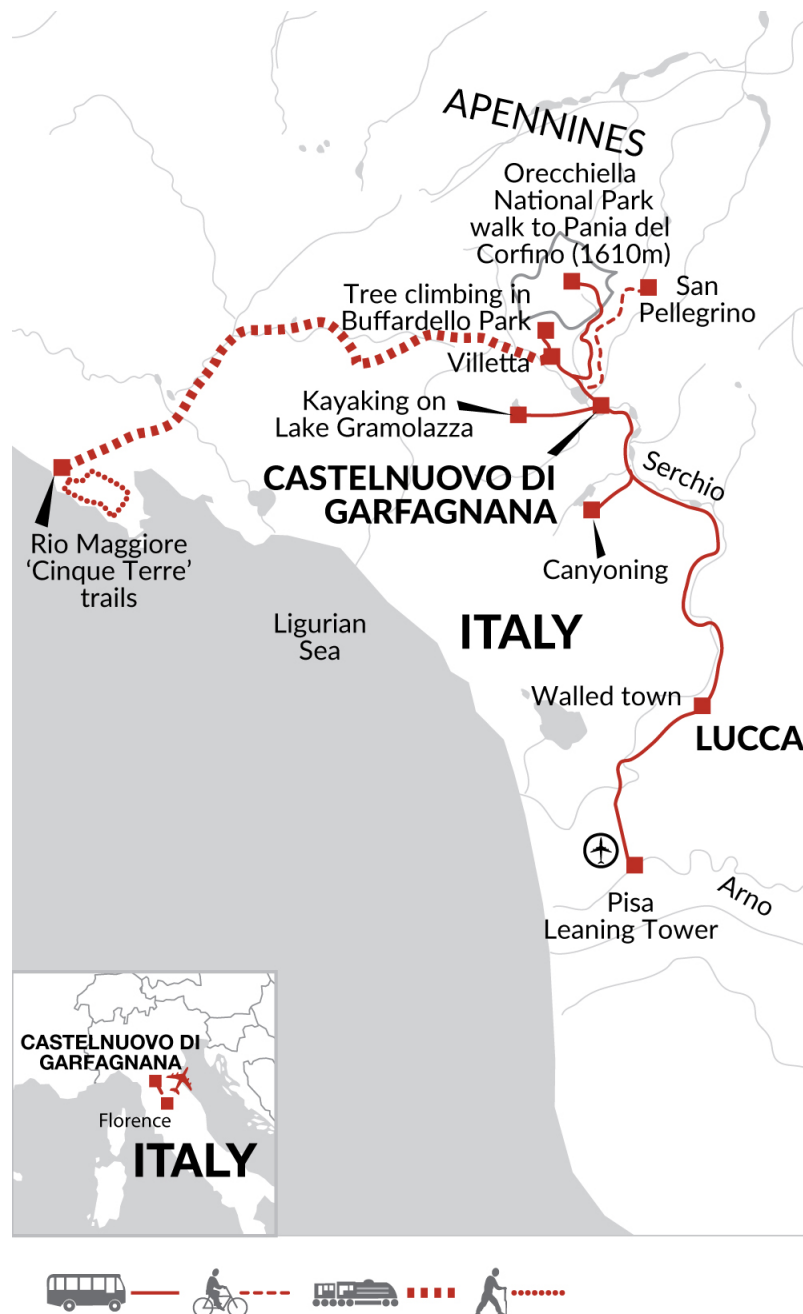 APENNINES
Orecchiella
National Park
walk to Pania del
Corfino (1610m)
San
Pellegrino
Tree climbing in
Buffardello Park
Villetta
Kayaking on
Lake Gramolazza
CASTELNUOVO DI
GARFAGNANA
Serchio
Canyoning
Rio Maggiore
‘Cinque Terre’
trails
Ligurian
Sea
ITALY
Walled town
LUCCA
Pisa
Leaning Tower
Arno
CASTELNUOVO DI
GARFAGNANA
Florence
ITALY